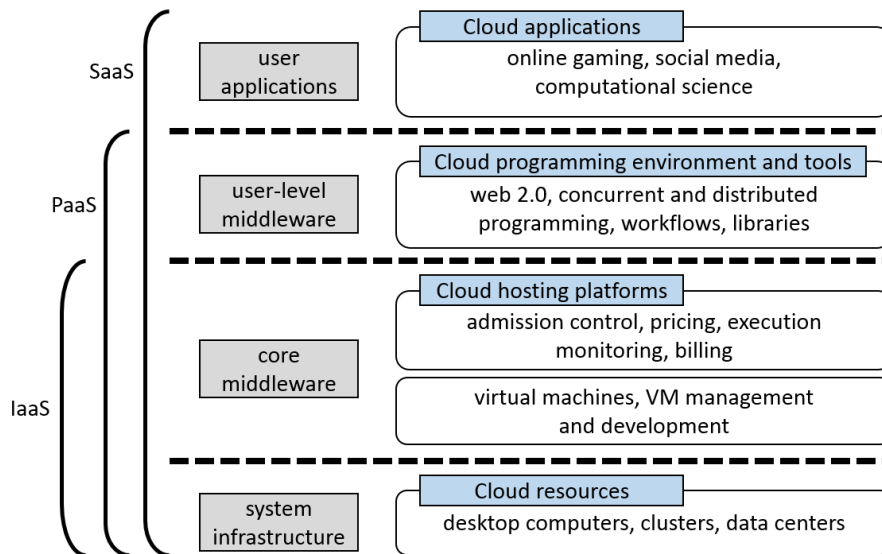 SaaS
PaaS
IaaS
user
applications
Cloud applications
online gaming, social media,
computational science
user-level
middleware
Cloud programming environment and tools
web 2.0, concurrent and distributed
programming, workflows, libraries
core
middleware
Cloud hosting platforms
admission control, pricing, execution
monitoring, billing
virtual machines, VM management
and development
system
infrastructure
Cloud resources
desktop computers, clusters, data centers